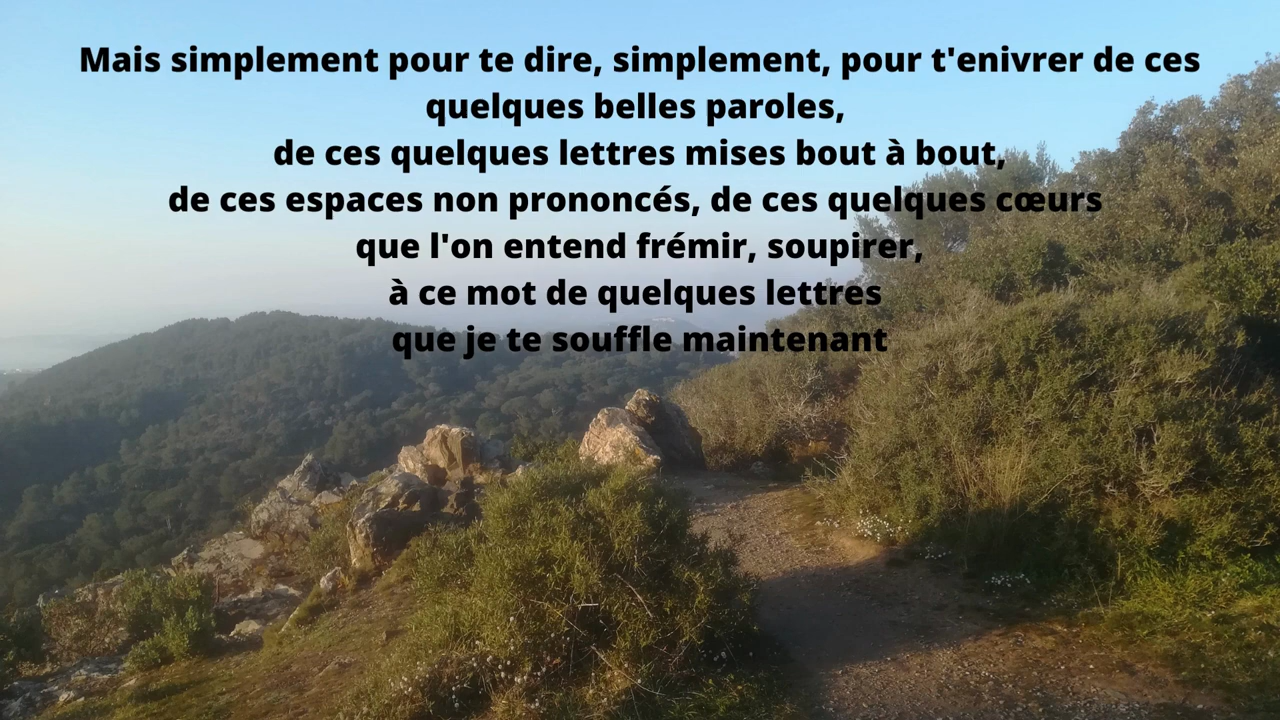 Mais simplement pour te dire, simplement, pour t'enivrer de ces
quelques belles paroles,
de ces quelques lettres mises bout à bout,
de ces espaces non prononcés, de ces quelques cœurs
que l'on entend frémir, soupirer,
à ce mot de quelques lettres
que je te souffle maintenant